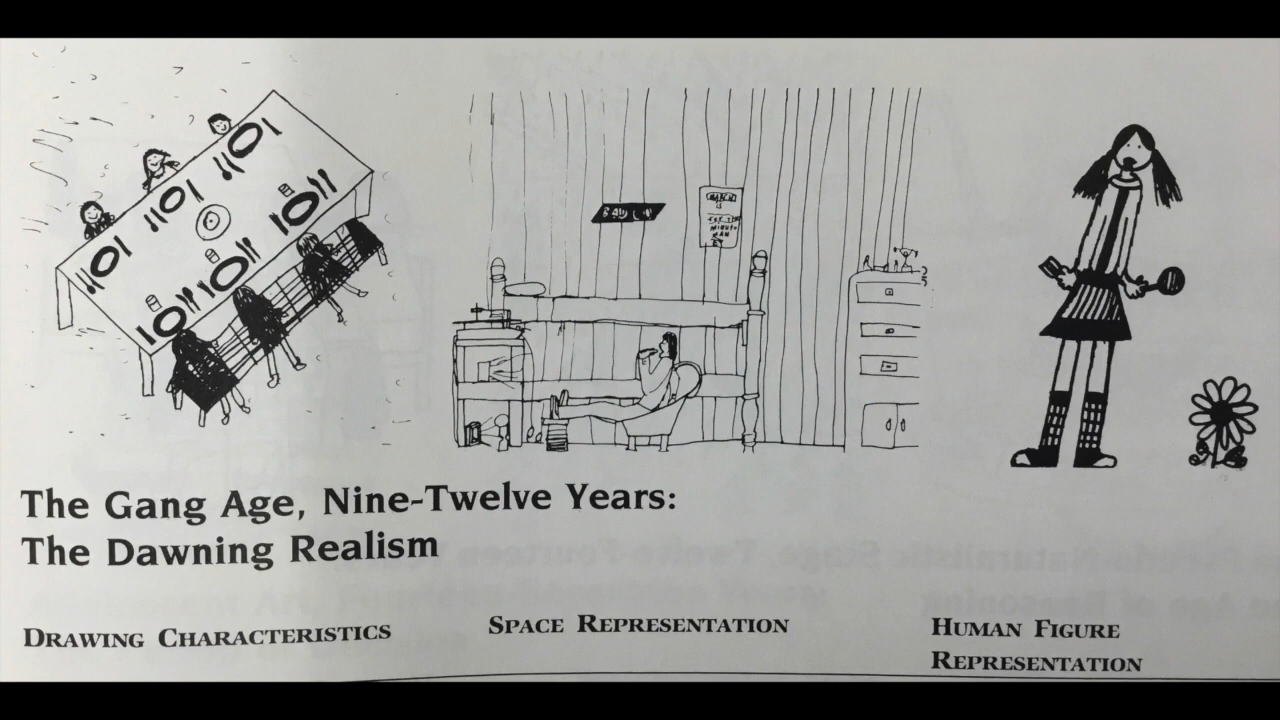 The Gang Age, Nine-Twelve Years:
The Dawning Realism
DRAWING CHARACTERISTICS
SPACE REPRESENTATION
HUMAN FIGURE
REPRESENTATION